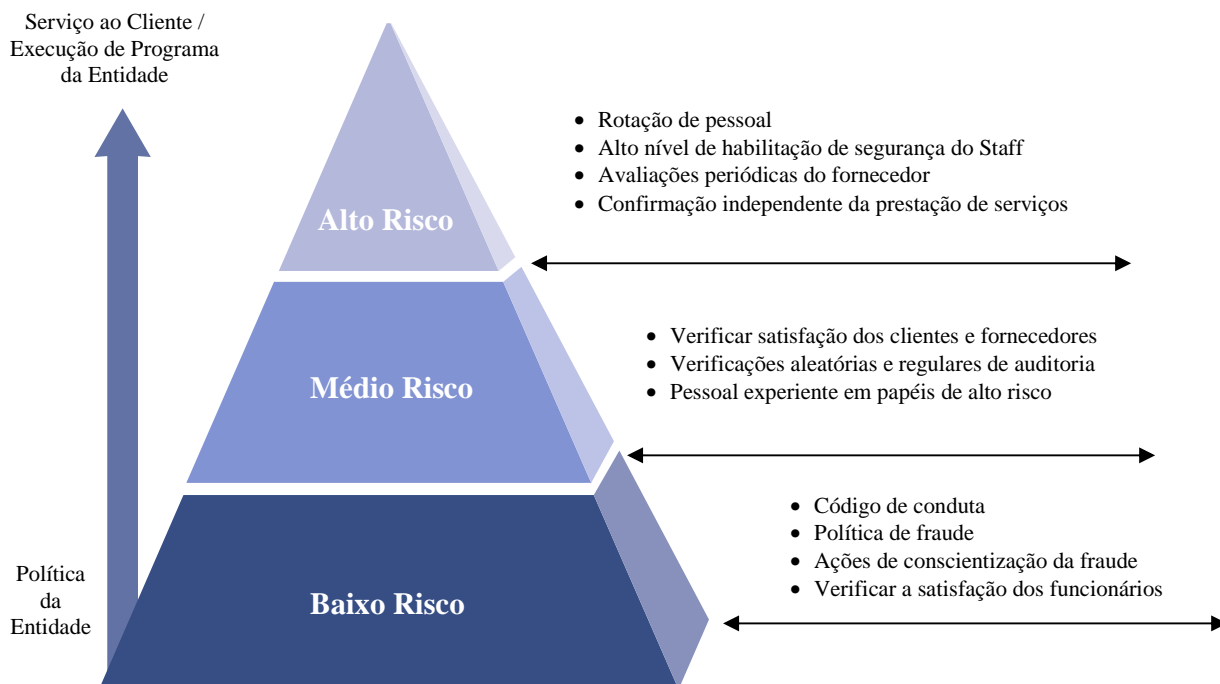 Serviço ao Cliente /
Execução de Programa
da Entidade
• Rotação de pessoal
• Alto nível de habilitação de segurança do Staff
• Avaliações periódicas do fornecedor
• Confirmação independente da prestação de serviços
Alto Risco
• Verificar satisfação dos clientes e fornecedores
• Verificações aleatórias e regulares de auditoria
• Pessoal experiente em papéis de alto risco
Médio Risco
• Código de conduta
• Política de fraude
• Ações de conscientização da fraude
• Verificar a satisfação dos funcionários
Política
da
Entidade
Baixo Risco